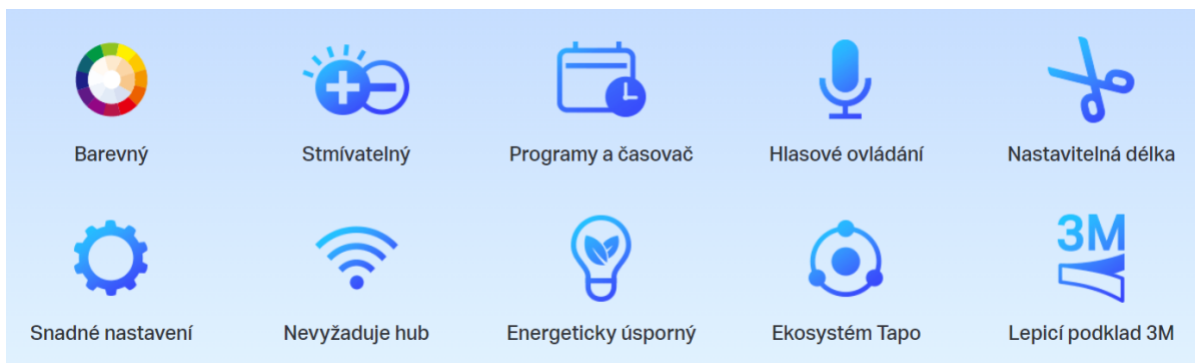 Barevný
Stmívatelný
Programy a časovač
Hlasové ovládání
Nastavitelná délka
3M
Snadné nastavení
Nevyžaduje hub
Energeticky úsporný
Ekosystém Tapo
Lepicí podklad 3M